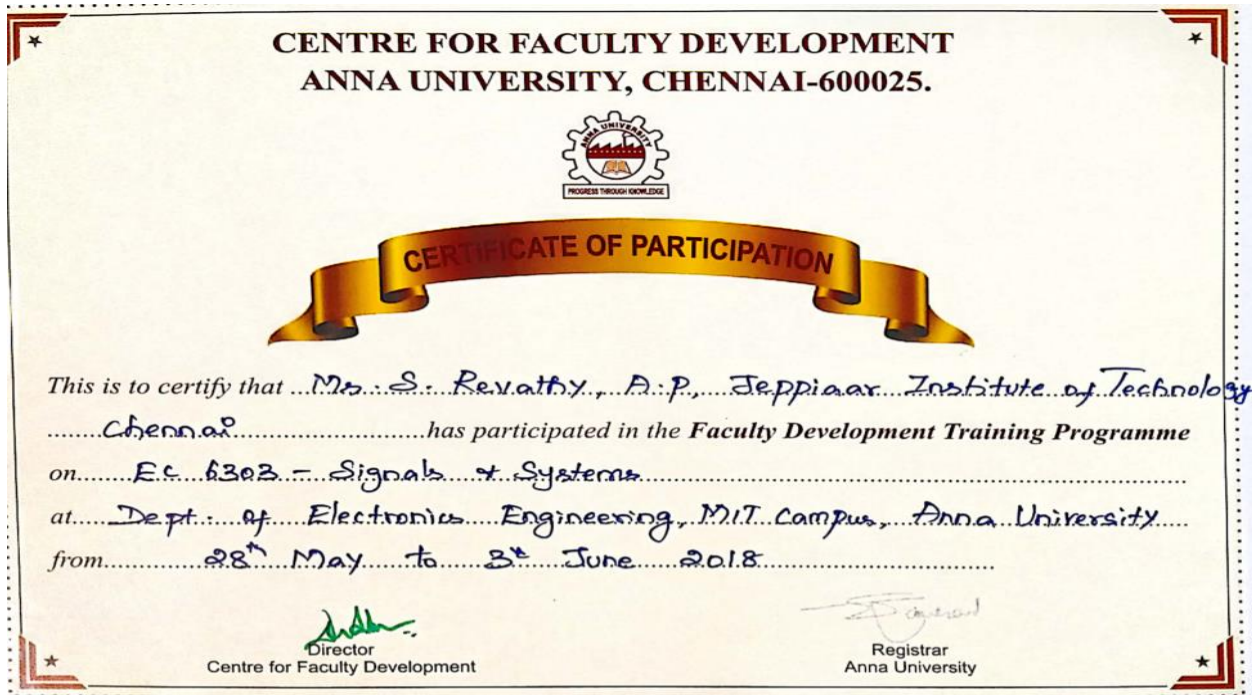 CENTRE FOR FACULTY DEVELOPMENT
ANNA UNIVERSITY, CHENNAI-600025.
ANNA UNIVERSITY
PROGRESS THROUGH KNOWLEDGE
CERTIFICATE OF PARTICIPATION
This is to certify that Ms. S. Revathy, A.P., Jeppiaar Institute of Technology
Chennai has participated in the Faculty Development Training Programme
on EC 6303 - Signals & Systems
at Dept. of Electronics Engineering, MIT Campus, Anna University
from 28th May to 3rd June 2018
Director
Centre for Faculty Development
Registrar
Anna University